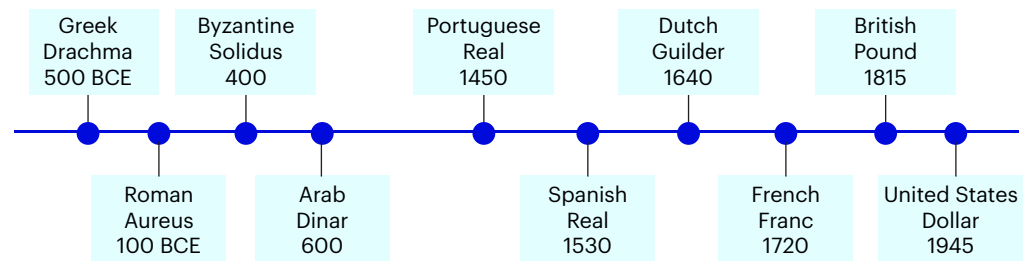 Greek
Drachma
500 BCE
Roman
Aureus
100 BCE
Byzantine
Solidus
400
Arab
Dinar
600
Portuguese
Real
1450
Spanish
Real
1530
Dutch
Guilder
1640
French
Franc
1720
British
Pound
1815
United States
Dollar
1945